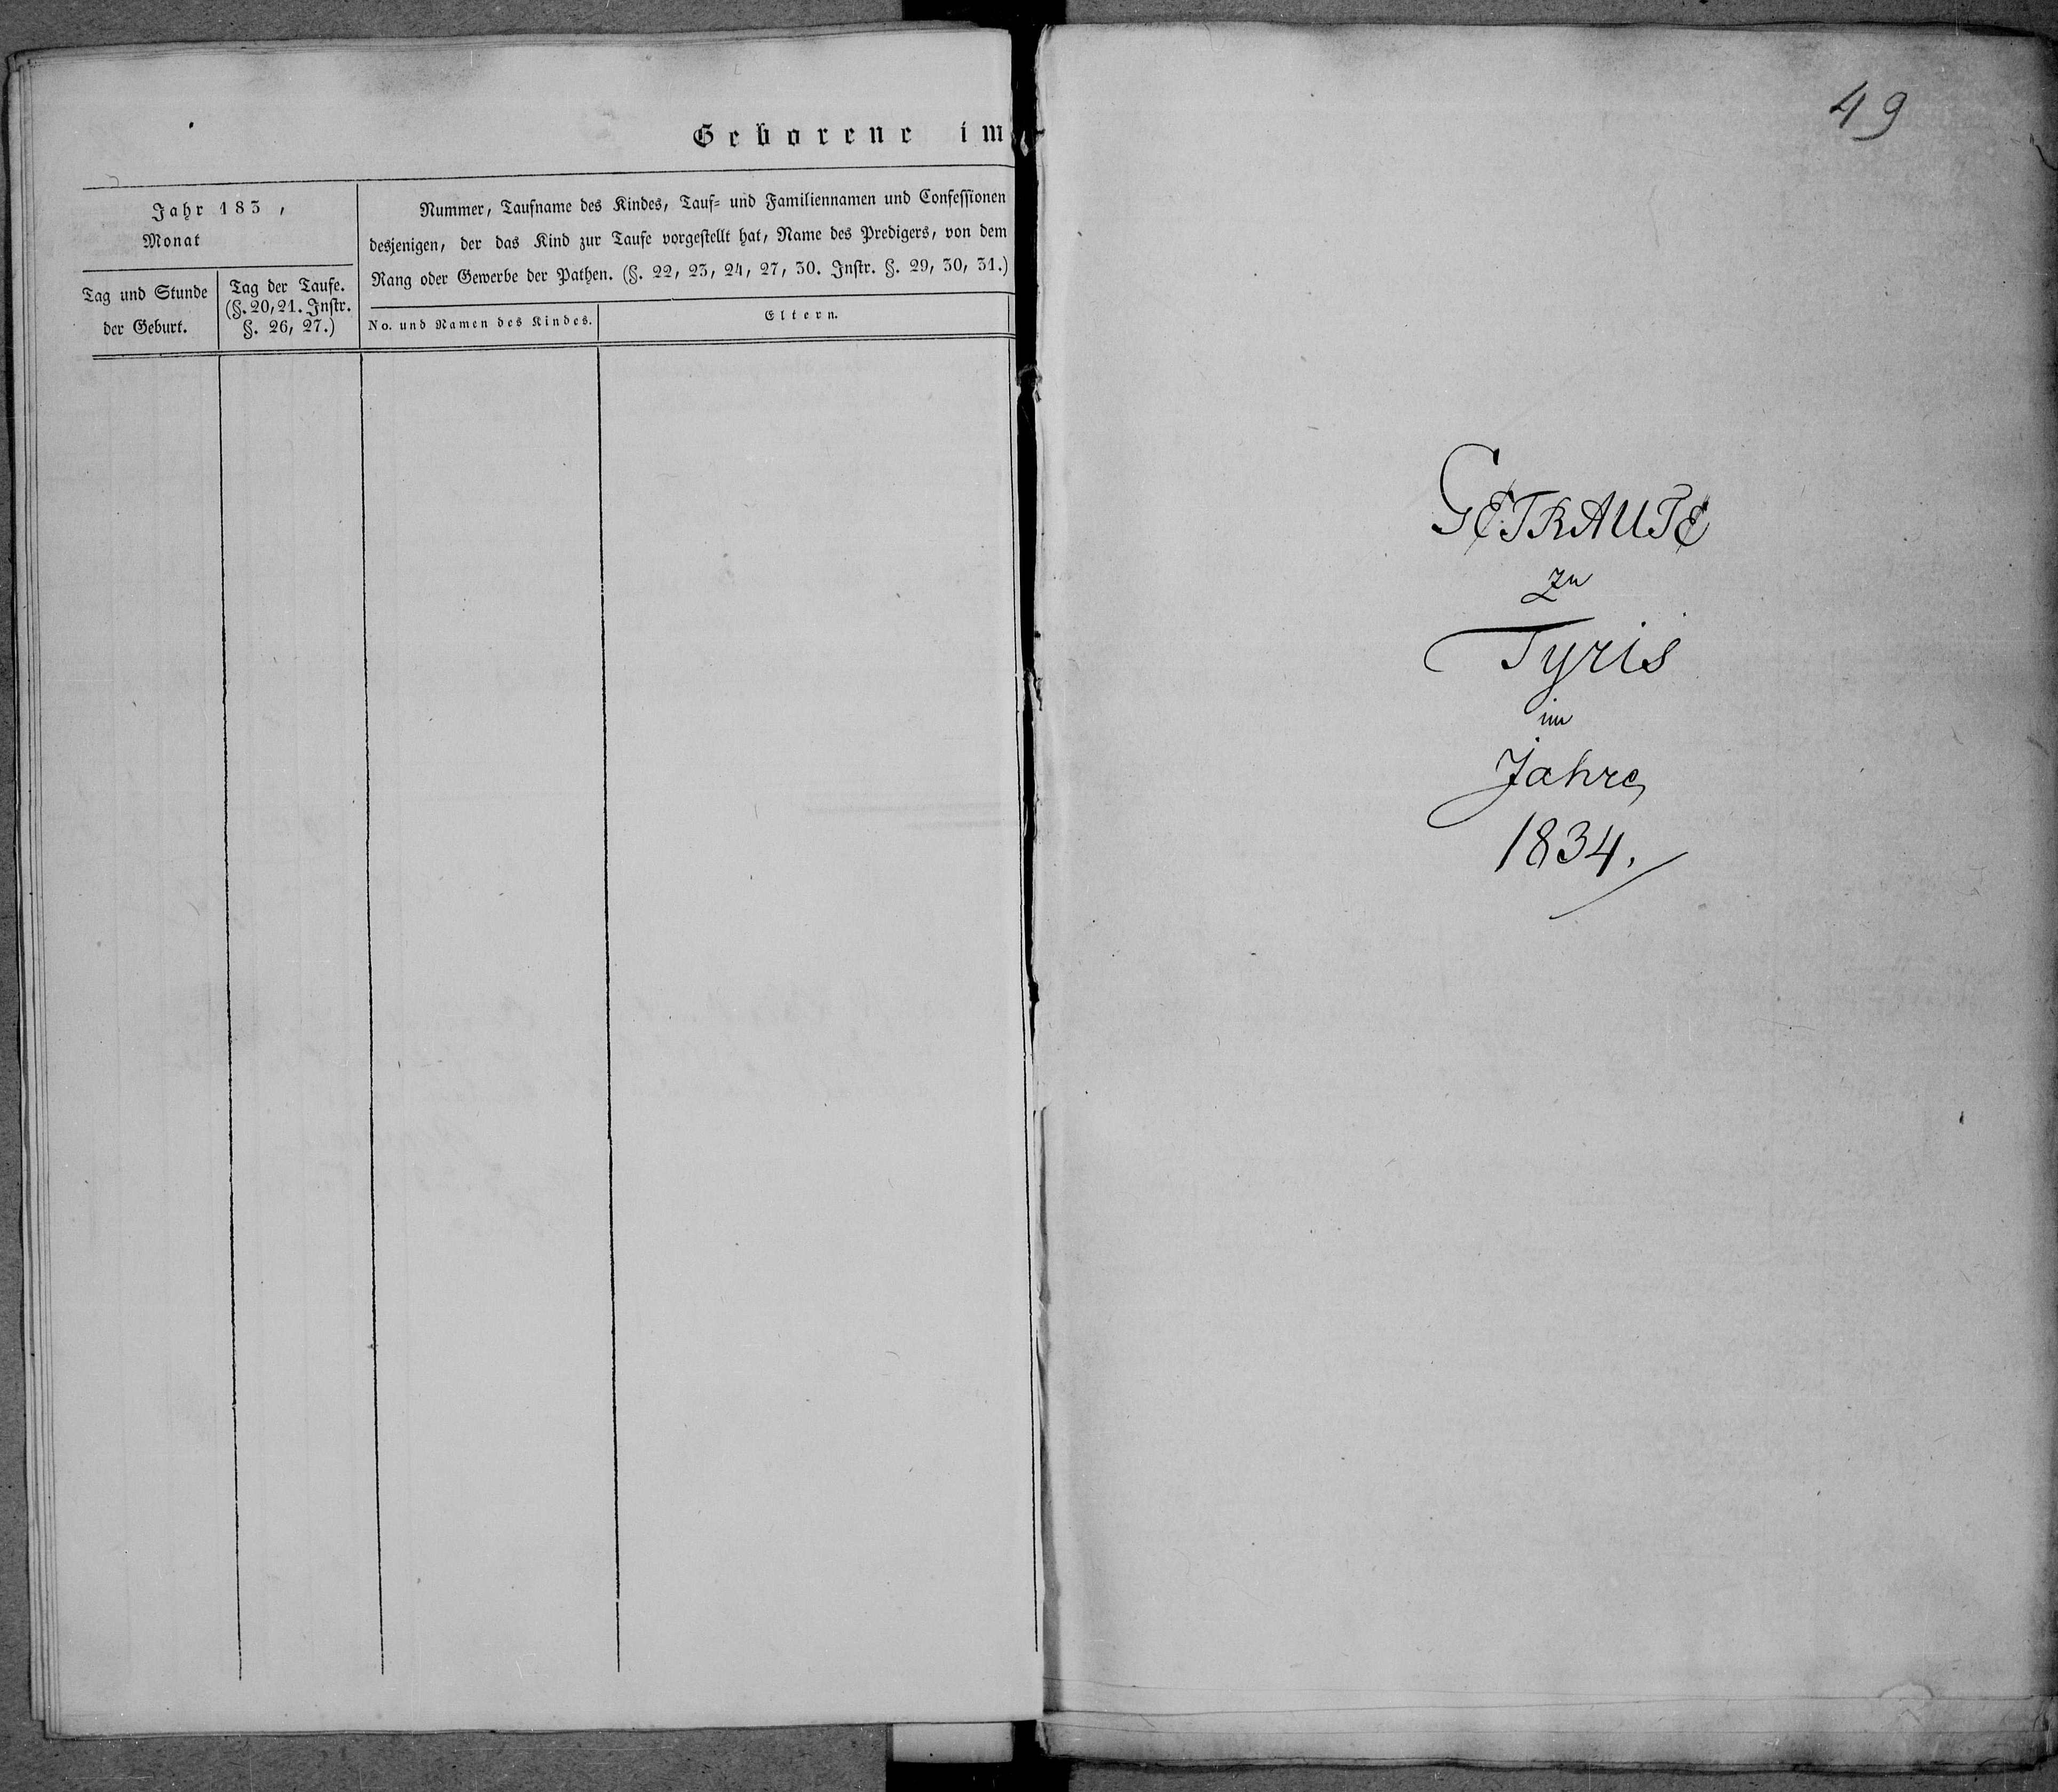 Geborene im
Jahr 183 ,
Monat
Tag und Stunde
der Geburt.
Tag der Taufe.
(§. 20, 21. Instr.
§. 26, 27.)
Nummer, Taufname des Kindes, Tauf- und Familiennamen und Confessionen
desjenigen, der das Kind zur Taufe vorgestellt hat, Name des Predigers, von dem
Rang oder Gewerbe der Pathen. (§. 22, 23, 24, 27, 30. Instr. §. 29, 30, 31.)
No. und Namen des Kindes.
Eltern.
49
GETRAUTE
zu
Tyris
im
Jahre
1834.